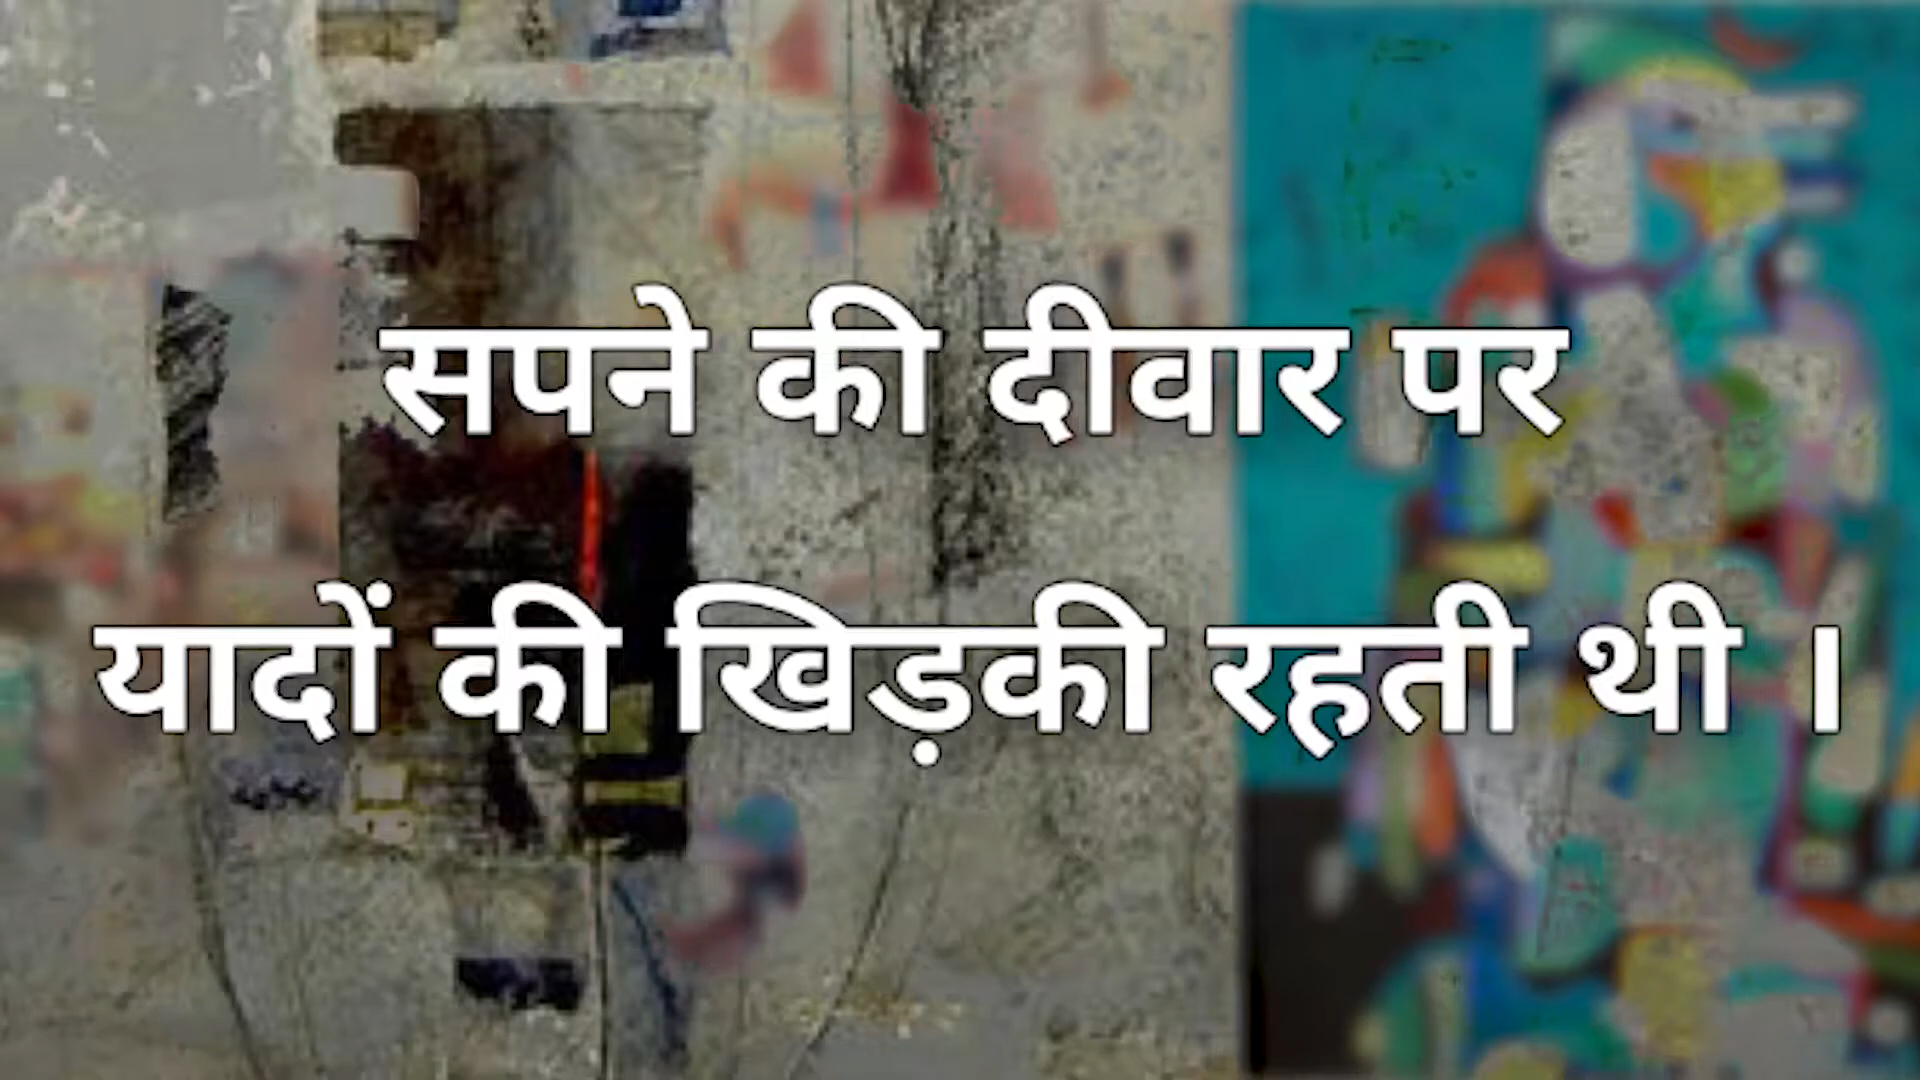 सपने की दीवार पर
यादों की खिड़की रहती थी ।